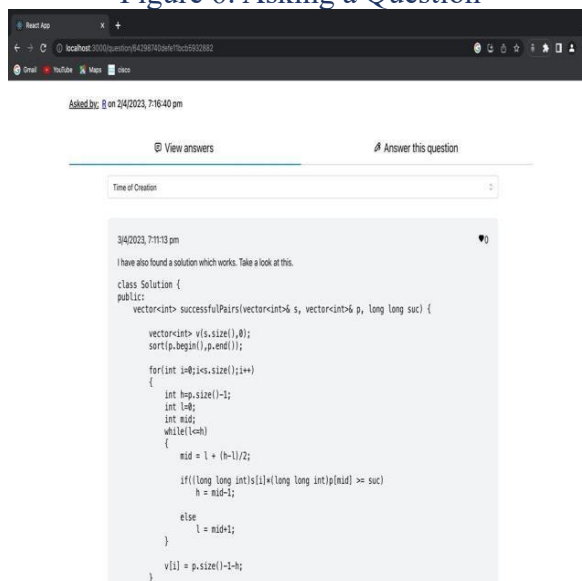 Figure 6. Asking a Question
React App
localhost:3000/question/64298740defe11bcb5932882
Gmail YouTube Maps cisco
Asked by: R on 2/4/2023, 7:16:40 pm
View answers Answer this question
Time of Creation
3/4/2023, 7:11:13 pm 0
I have also found a solution which works. Take a look at this.
class Solution {
public:
vector<int> successfulPairs(vector<int>& s, vector<int>& p, long long suc) {
vector<int> v(s.size(),0);
sort(p.begin(),p.end());
for(int i=0;i<s.size();i++)
{
int h=p.size()-1;
int l=0;
int mid;
while(l<=h)
{
mid = l + (h-l)/2;
if((long long int)s[i]*(long long int)p[mid] >= suc)
h = mid-1;
else
l = mid+1;
}
v[i] = p.size()-1-h;
}